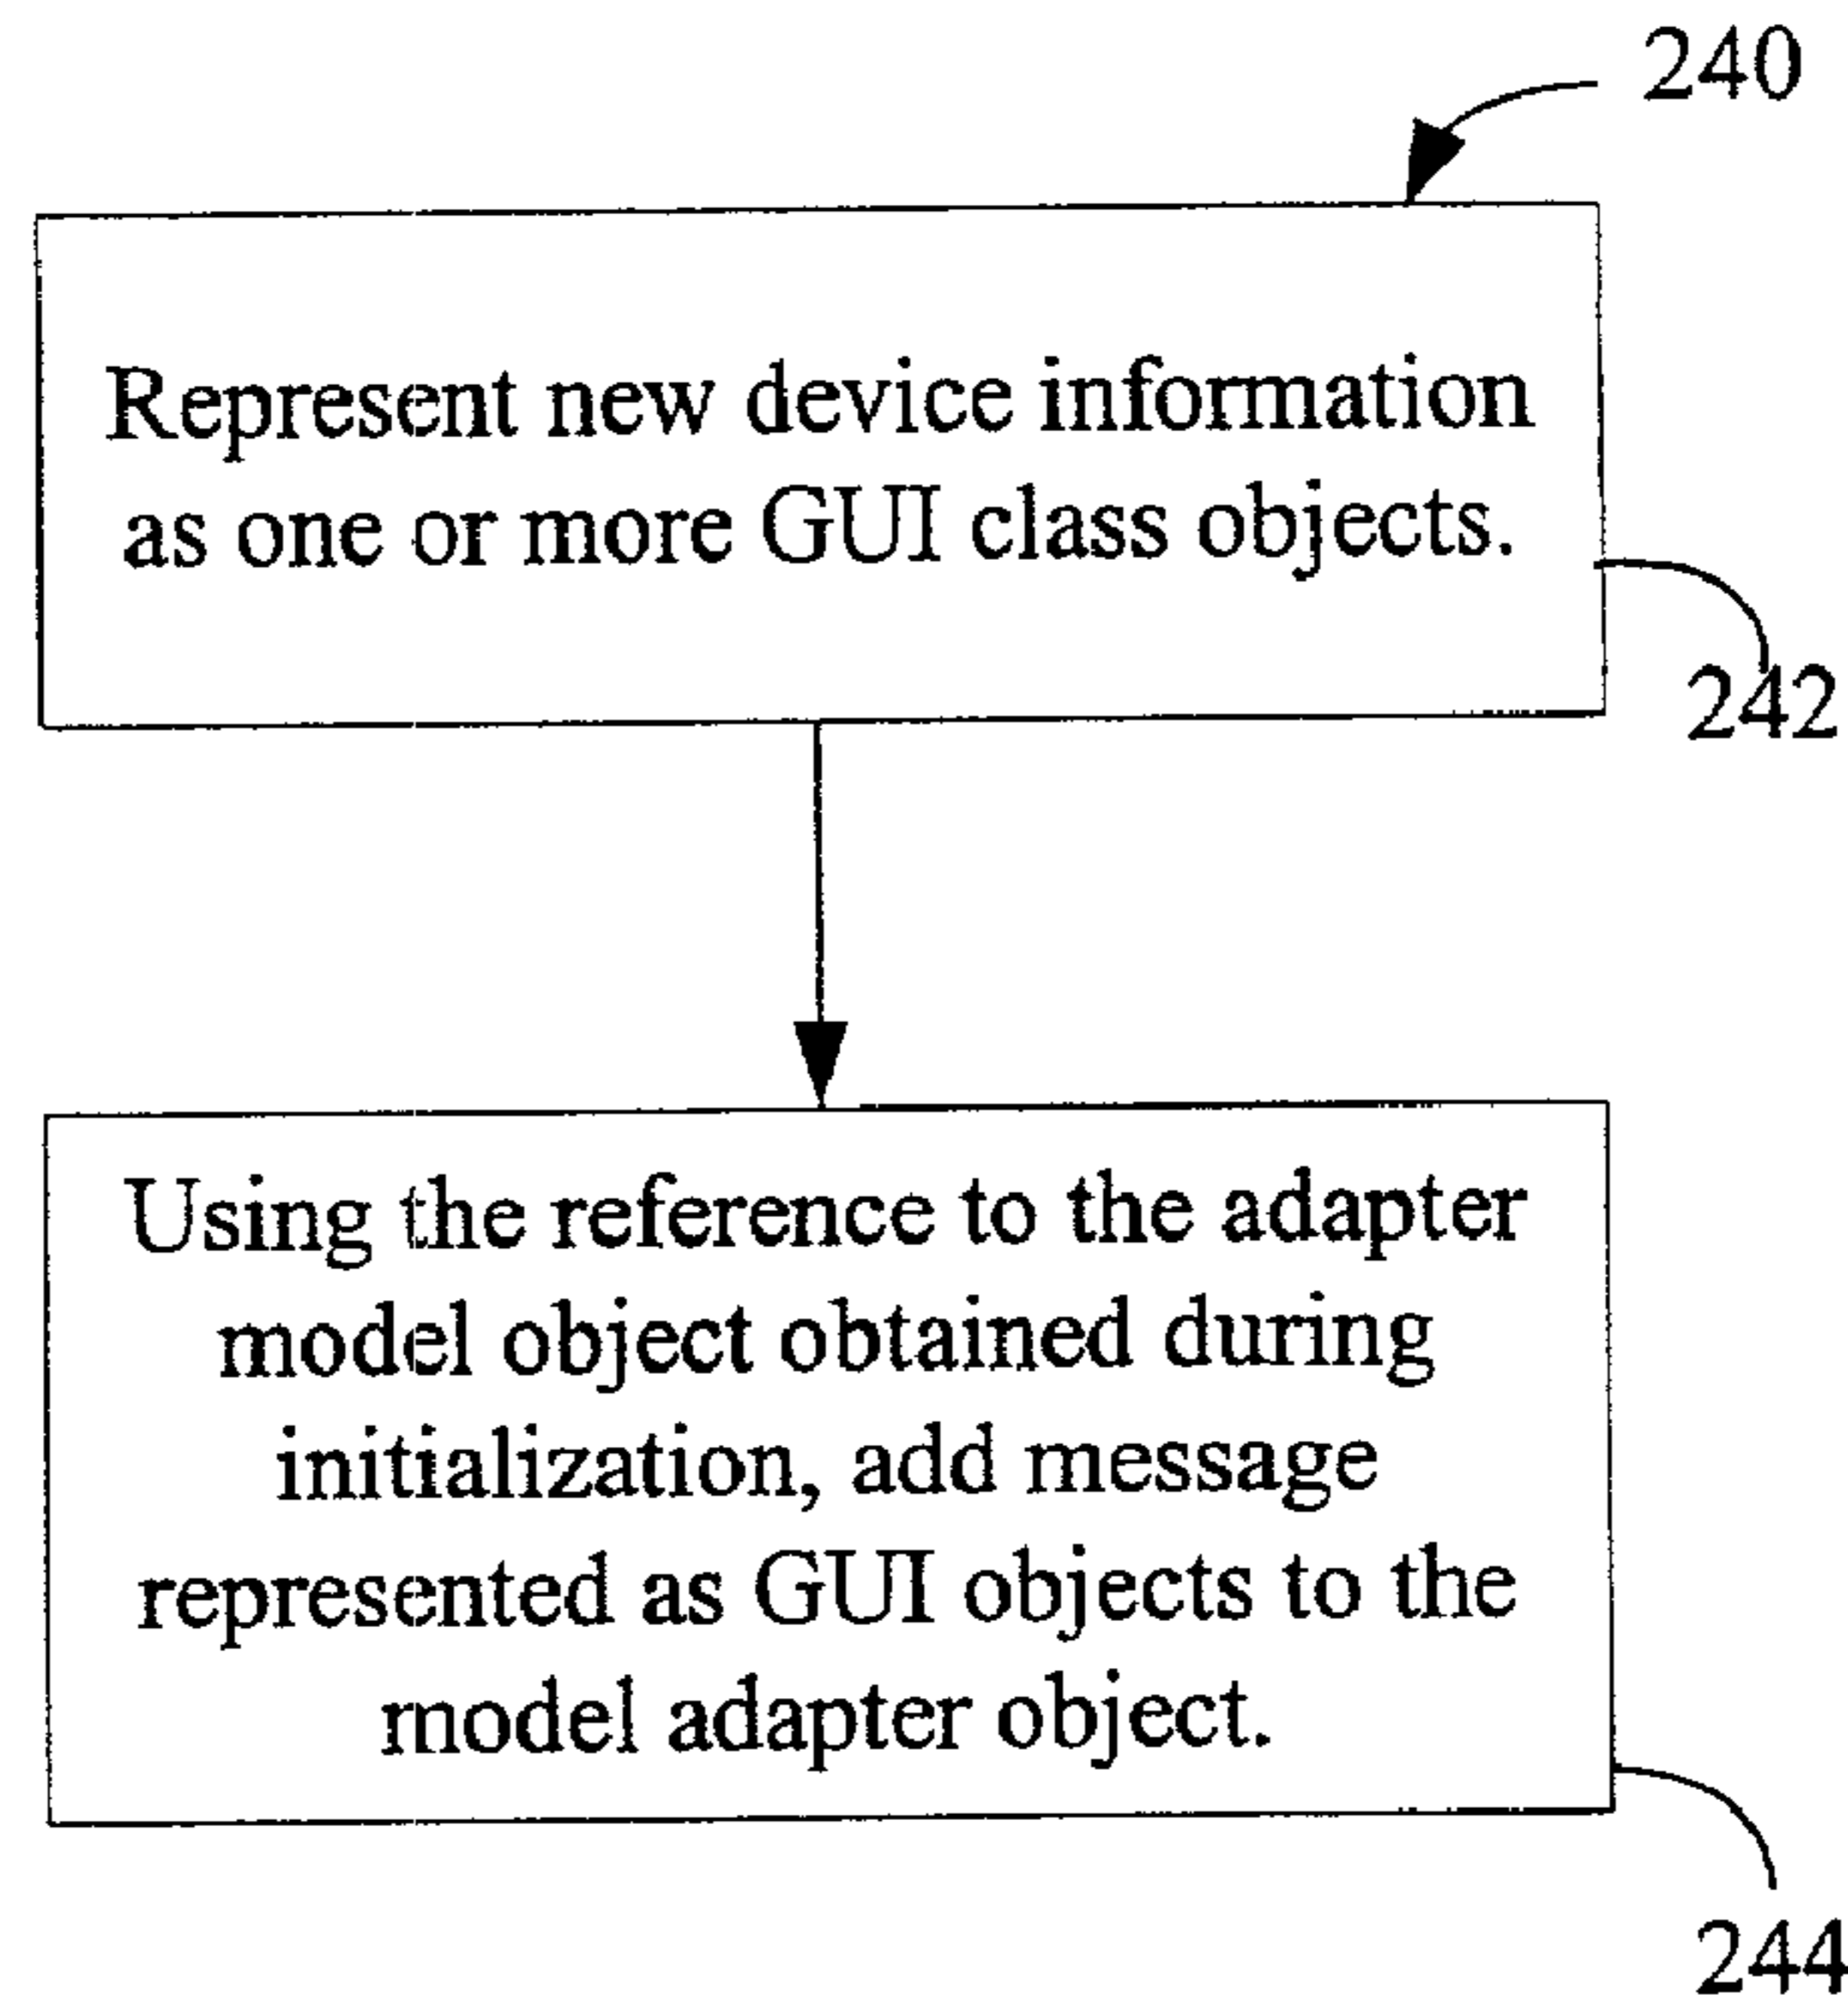 240
Represent new device information
as one or more GUI class objects.
242
Using the reference to the adapter
model object obtained during
initialization, add message
represented as GUI objects to the
model adapter object.
244